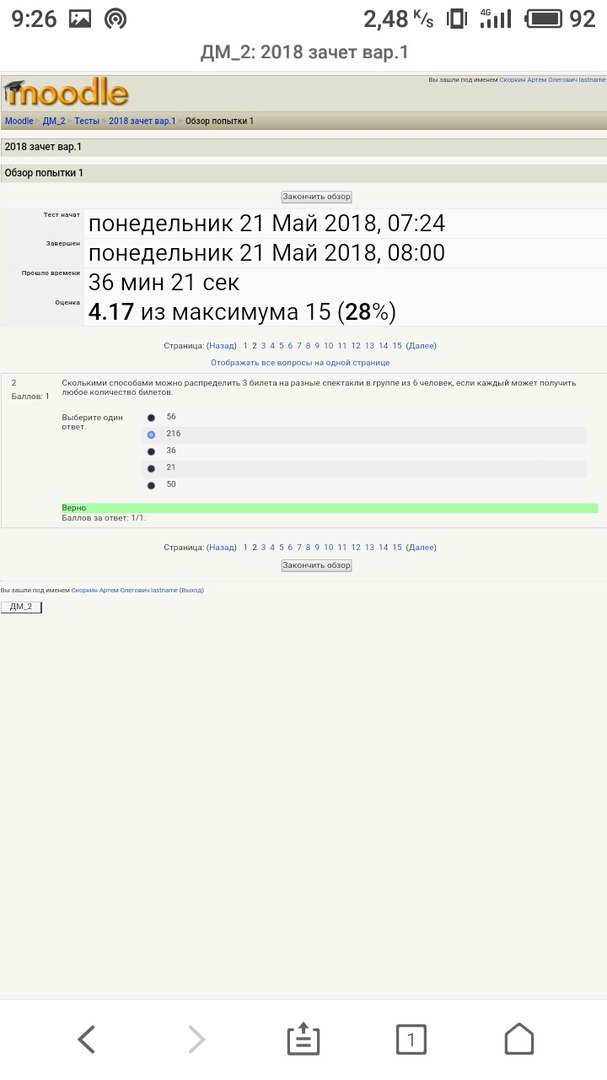 9:26 2,48 K/s 4G 92
ДМ_2: 2018 зачет вар.1
moodle
Вы зашли под именем Скоркин Артем Олегович lastname
Moodle ► ДМ_2 ► Тесты ► 2018 зачет вар.1 ► Обзор попытки 1
2018 зачет вар.1
Обзор попытки 1
Закончить обзор
Тест начат понедельник 21 Май 2018, 07:24
Завершен понедельник 21 Май 2018, 08:00
Прошло времени 36 мин 21 сек
Оценка 4.17 из максимума 15 (28%)
Страница: (Назад) 1 2 3 4 5 6 7 8 9 10 11 12 13 14 15 (Далее)
Отображать все вопросы на одной странице
2
Баллов: 1
Сколькими способами можно распределить 3 билета на разные спектакли в группе из 6 человек, если каждый может получить
любое количество билетов.
Выберите один
ответ.
56
216
36
21
50
Верно
Баллов за ответ: 1/1.
Страница: (Назад) 1 2 3 4 5 6 7 8 9 10 11 12 13 14 15 (Далее)
Закончить обзор
Вы зашли под именем Скоркин Артем Олегович lastname (Выход)
ДМ_2
1